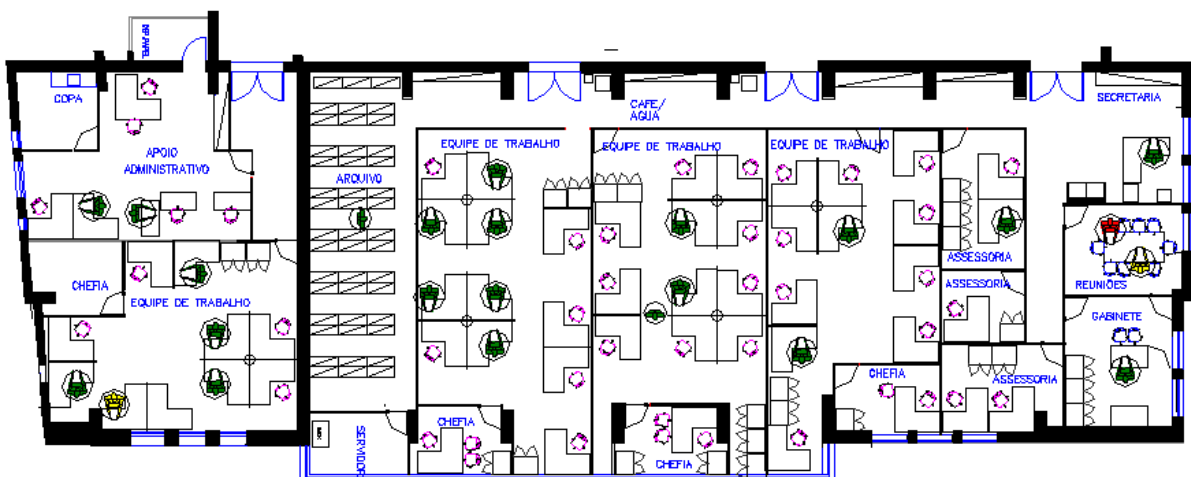 COPA
APOIO
ADMINISTRATIVO
CHEFIA
EQUIPE DE TRABALHO
ARQUIVO
SERVIDOR
EQUIPE DE TRABALHO
CHEFIA
CAFE/
AGUA
EQUIPE DE TRABALHO
CHEFIA
EQUIPE DE TRABALHO
CHEFIA
ASSESSORIA
ASSESSORIA
ASSESSORIA
SECRETARIA
REUNIÕES
GABINETE